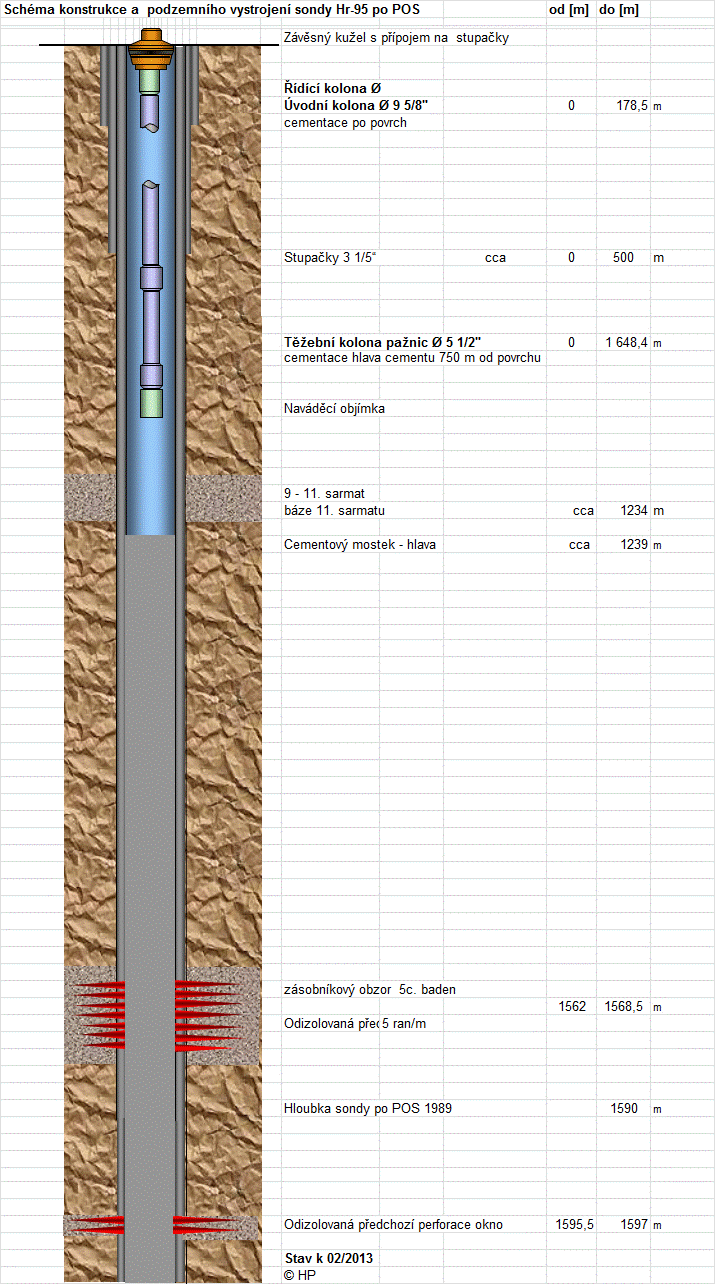 Schéma konstrukce a podzemního vystrojení sondy Hr-95 po POS od [m] do [m]
Závěsný kužel s přípojem na stupačky
Řídící kolona Ø
Úvodní kolona Ø 9 5/8" 0 178,5 m
cementace po povrch
Stupačky 3 1/5“ cca 0 500 m
Těžební kolona pažnic Ø 5 1/2" 0 1 648,4 m
cementace hlava cementu 750 m od povrchu
Naváděcí objímka
9 - 11. sarmat
báze 11. sarmatu cca 1234 m
Cementový mostek - hlava cca 1239 m
zásobníkový obzor 5c. baden
1562 1568,5 m
Odizolovaná před 5 ran/m
Hloubka sondy po POS 1989 1590 m
Odizolovaná předchozí perforace okno 1595,5 1597 m
Stav k 02/2013
© HP